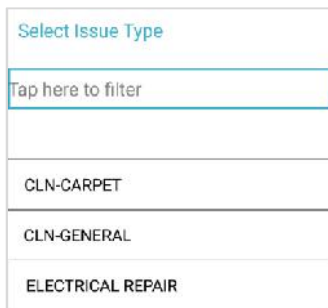 Select Issue Type
Tap here to filter
CLN-CARPET
CLN-GENERAL
ELECTRICAL REPAIR